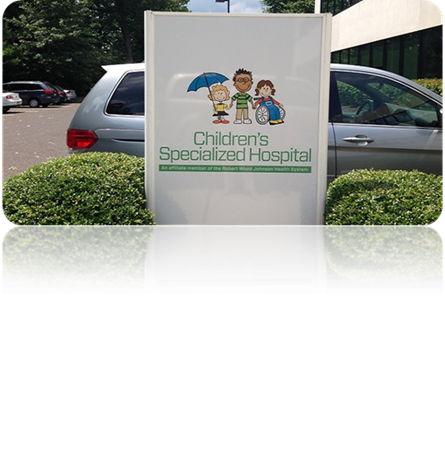 Children's
Specialized Hospital
An affiliate member of the Robert Wood Johnson Health System